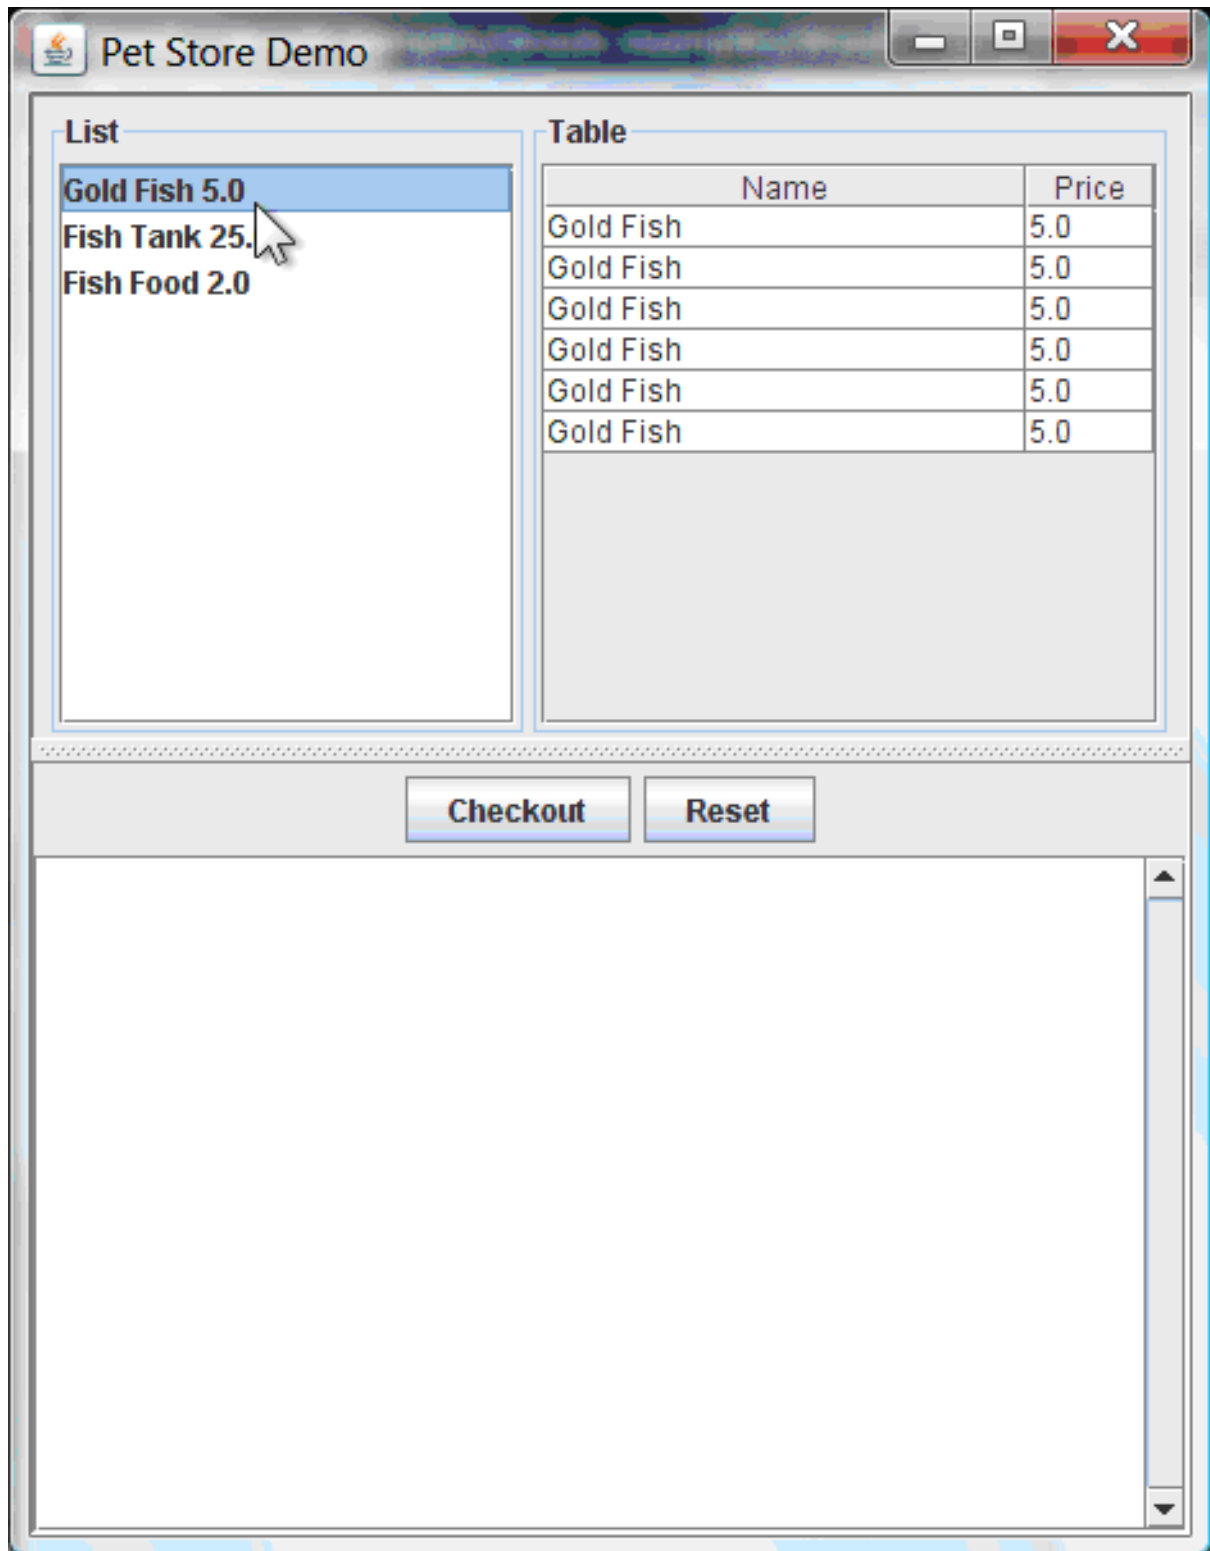 Pet Store Demo
List
Gold Fish 5.0
Fish Tank 25.
Fish Food 2.0
Table
Name Price
Gold Fish 5.0
Gold Fish 5.0
Gold Fish 5.0
Gold Fish 5.0
Gold Fish 5.0
Gold Fish 5.0
Checkout Reset